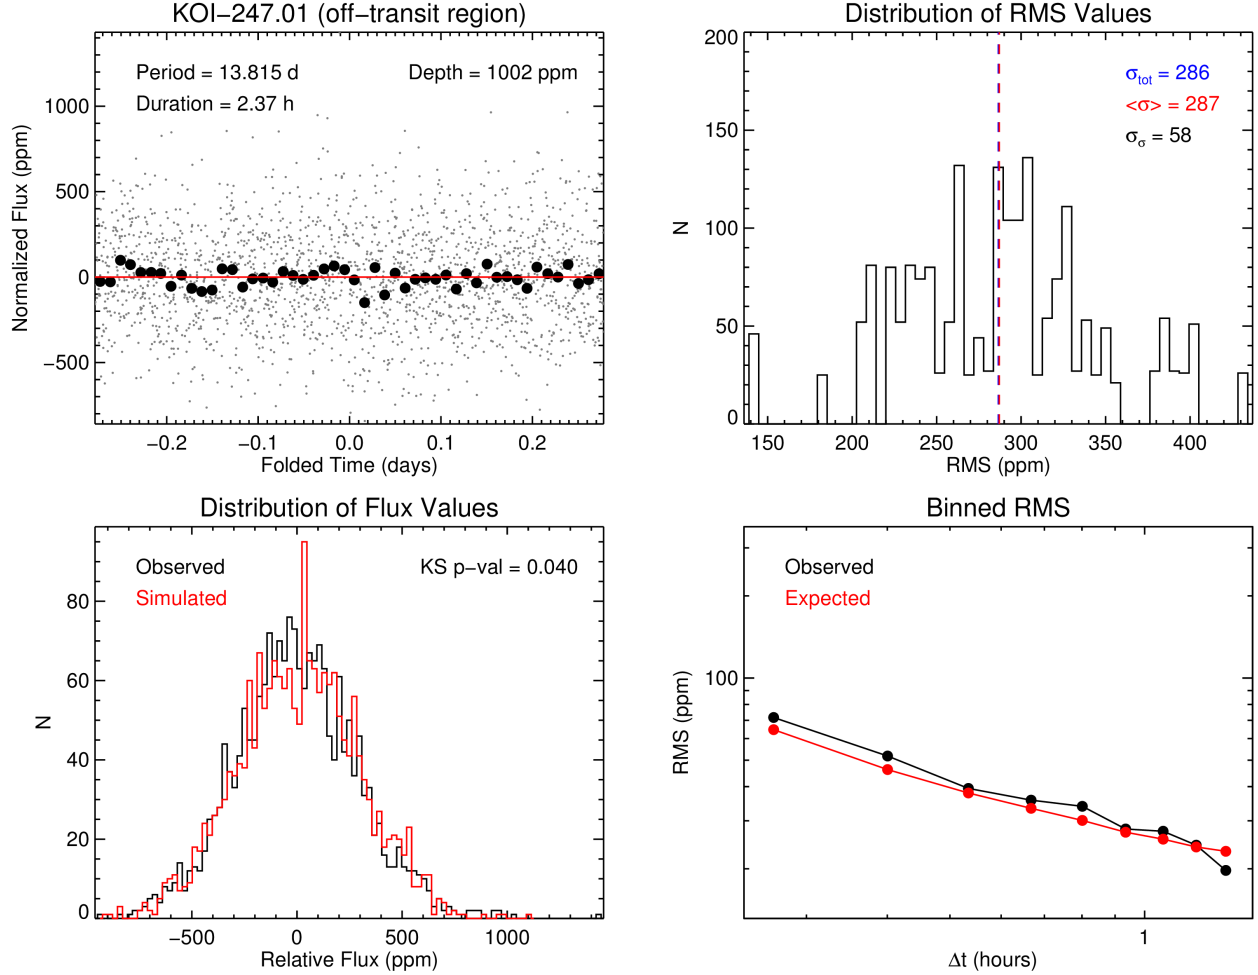 KOI−247.01 (off−transit region)
Period = 13.815 d
Depth = 1002 ppm
Duration = 2.37 h
Normalized Flux (ppm)
1000
500
0
−500
−0.2
−0.1
0.0
0.1
0.2
Folded Time (days)
Distribution of RMS Values
σtot = 286
<σ> = 287
σσ = 58
N
200
150
100
50
0
150
200
250
300
350
400
RMS (ppm)
Distribution of Flux Values
Observed
KS p−val = 0.040
Simulated
N
80
60
40
20
0
−500
0
500
1000
Relative Flux (ppm)
Binned RMS
Observed
Expected
RMS (ppm)
100
1
Δt (hours)